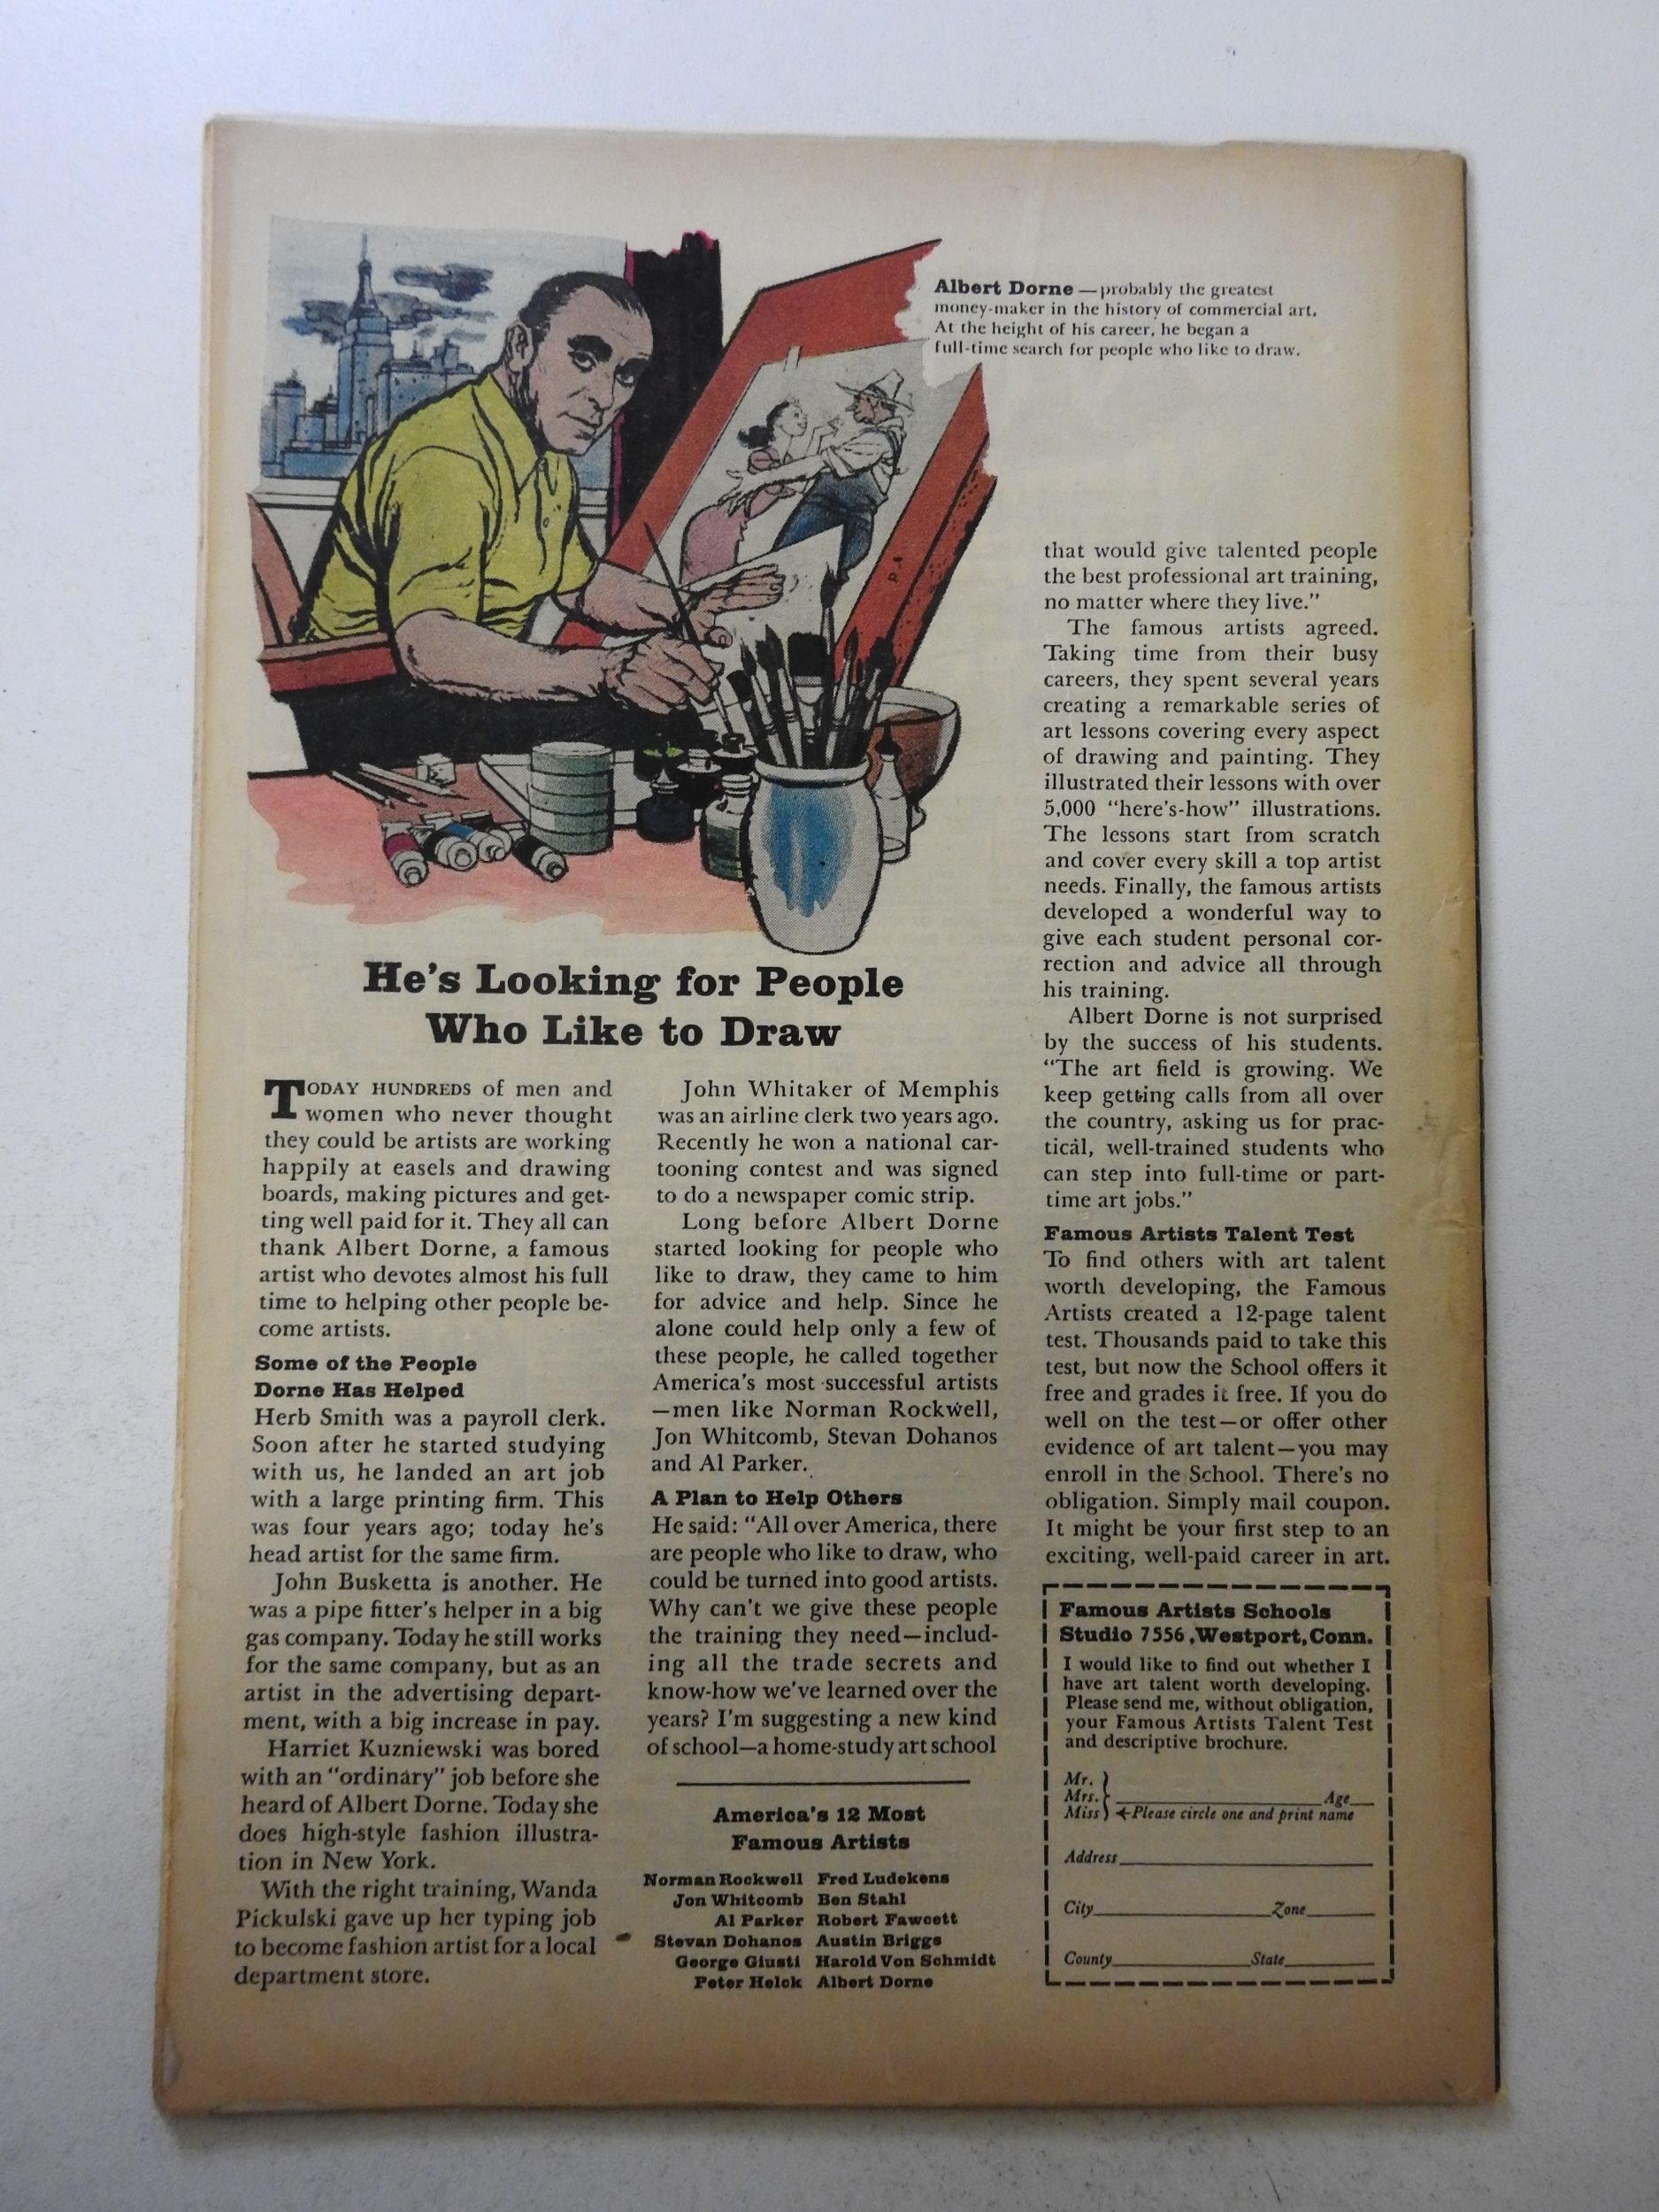 Albert Dorne — probably the greatest
money-maker in the history of commercial art.
At the height of his career, he began a
full-time search for people who like to draw.
He's Looking for People
Who Like to Draw
TODAY HUNDREDS of men and
women who never thought
they could be artists are working
happily at easels and drawing
boards, making pictures and get-
ting well paid for it. They all can
thank Albert Dorne, a famous
artist who devotes almost his full
time to helping other people be-
come artists.
Some of the People
Dorne Has Helped
Herb Smith was a payroll clerk.
Soon after he started studying
with us, he landed an art job
with a large printing firm. This
was four years ago; today he's
head artist for the same firm.
John Busketta is another. He
was a pipe fitter's helper in a big
gas company. Today he still works
for the same company, but as an
artist in the advertising depart-
ment, with a big increase in pay.
Harriet Kuzniewski was bored
with an "ordinary" job before she
heard of Albert Dorne. Today she
does high-style fashion illustra-
tion in New York.
With the right training, Wanda
Pickulski gave up her typing job
to become fashion artist for a local
department store.
John Whitaker of Memphis
was an airline clerk two years ago.
Recently he won a national car-
tooning contest and was signed
to do a newspaper comic strip.
Long before Albert Dorne
started looking for people who
like to draw, they came to him
for advice and help. Since he
alone could help only a few of
these people, he called together
America's most successful artists
—men like Norman Rockwell,
Jon Whitcomb, Stevan Dohanos
and Al Parker.
A Plan to Help Others
He said: "All over America, there
are people who like to draw, who
could be turned into good artists.
Why can't we give these people
the training they need—includ-
ing all the trade secrets and
know-how we've learned over the
years? I'm suggesting a new kind
of school—a home-study art school
America's 12 Most
Famous Artists
Norman Rockwell Fred Ludekens
Jon Whitcomb Ben Stahl
Al Parker Robert Fawcett
Stevan Dohanos Austin Briggs
George Giusti Harold Von Schmidt
Peter Helck Albert Dorne
that would give talented people
the best professional art training,
no matter where they live."
The famous artists agreed.
Taking time from their busy
careers, they spent several years
creating a remarkable series of
art lessons covering every aspect
of drawing and painting. They
illustrated their lessons with over
5,000 "here's-how" illustrations.
The lessons start from scratch
and cover every skill a top artist
needs. Finally, the famous artists
developed a wonderful way to
give each student personal cor-
rection and advice all through
his training.
Albert Dorne is not surprised
by the success of his students.
"The art field is growing. We
keep getting calls from all over
the country, asking us for prac-
tical, well-trained students who
can step into full-time or part-
time art jobs."
Famous Artists Talent Test
To find others with art talent
worth developing, the Famous
Artists created a 12-page talent
test. Thousands paid to take this
test, but now the School offers it
free and grades it free. If you do
well on the test—or offer other
evidence of art talent—you may
enroll in the School. There's no
obligation. Simply mail coupon.
It might be your first step to an
exciting, well-paid career in art.
Famous Artists Schools
Studio 7556, Westport, Conn.
I would like to find out whether I
have art talent worth developing.
Please send me, without obligation,
your Famous Artists Talent Test
and descriptive brochure.
Mr.
Mrs. Age
Miss ←Please circle one and print name
Address
City Zone
County State